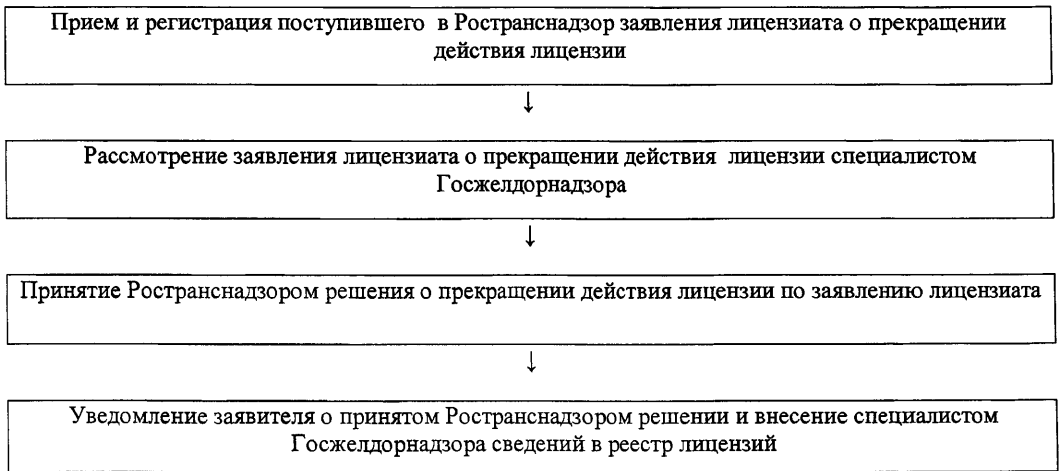 Прием и регистрация поступившего в Ространснадзор заявления лицензиата о прекращении
действия лицензии
↓
Рассмотрение заявления лицензиата о прекращении действия лицензии специалистом
Госжелдорнадзора
↓
Принятие Ространснадзором решения о прекращении действия лицензии по заявлению лицензиата
↓
Уведомление заявителя о принятом Ространснадзором решении и внесение специалистом
Госжелдорнадзора сведений в реестр лицензий